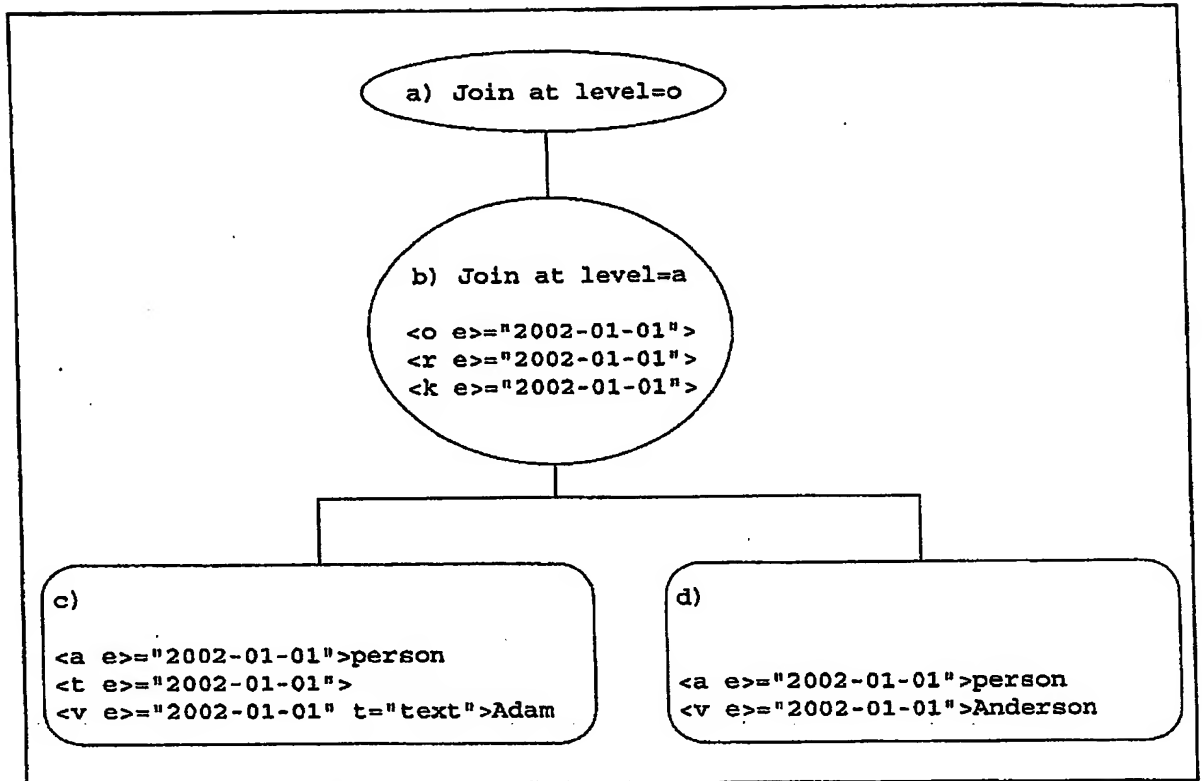 a) Join at level=o
b) Join at level=a
<o e>="2002-01-01">
<r e>="2002-01-01">
<k e>="2002-01-01">
c)
<a e>="2002-01-01">person
<t e>="2002-01-01">
<v e>="2002-01-01" t="text">Adam
d)
<a e>="2002-01-01">person
<v e>="2002-01-01">Anderson